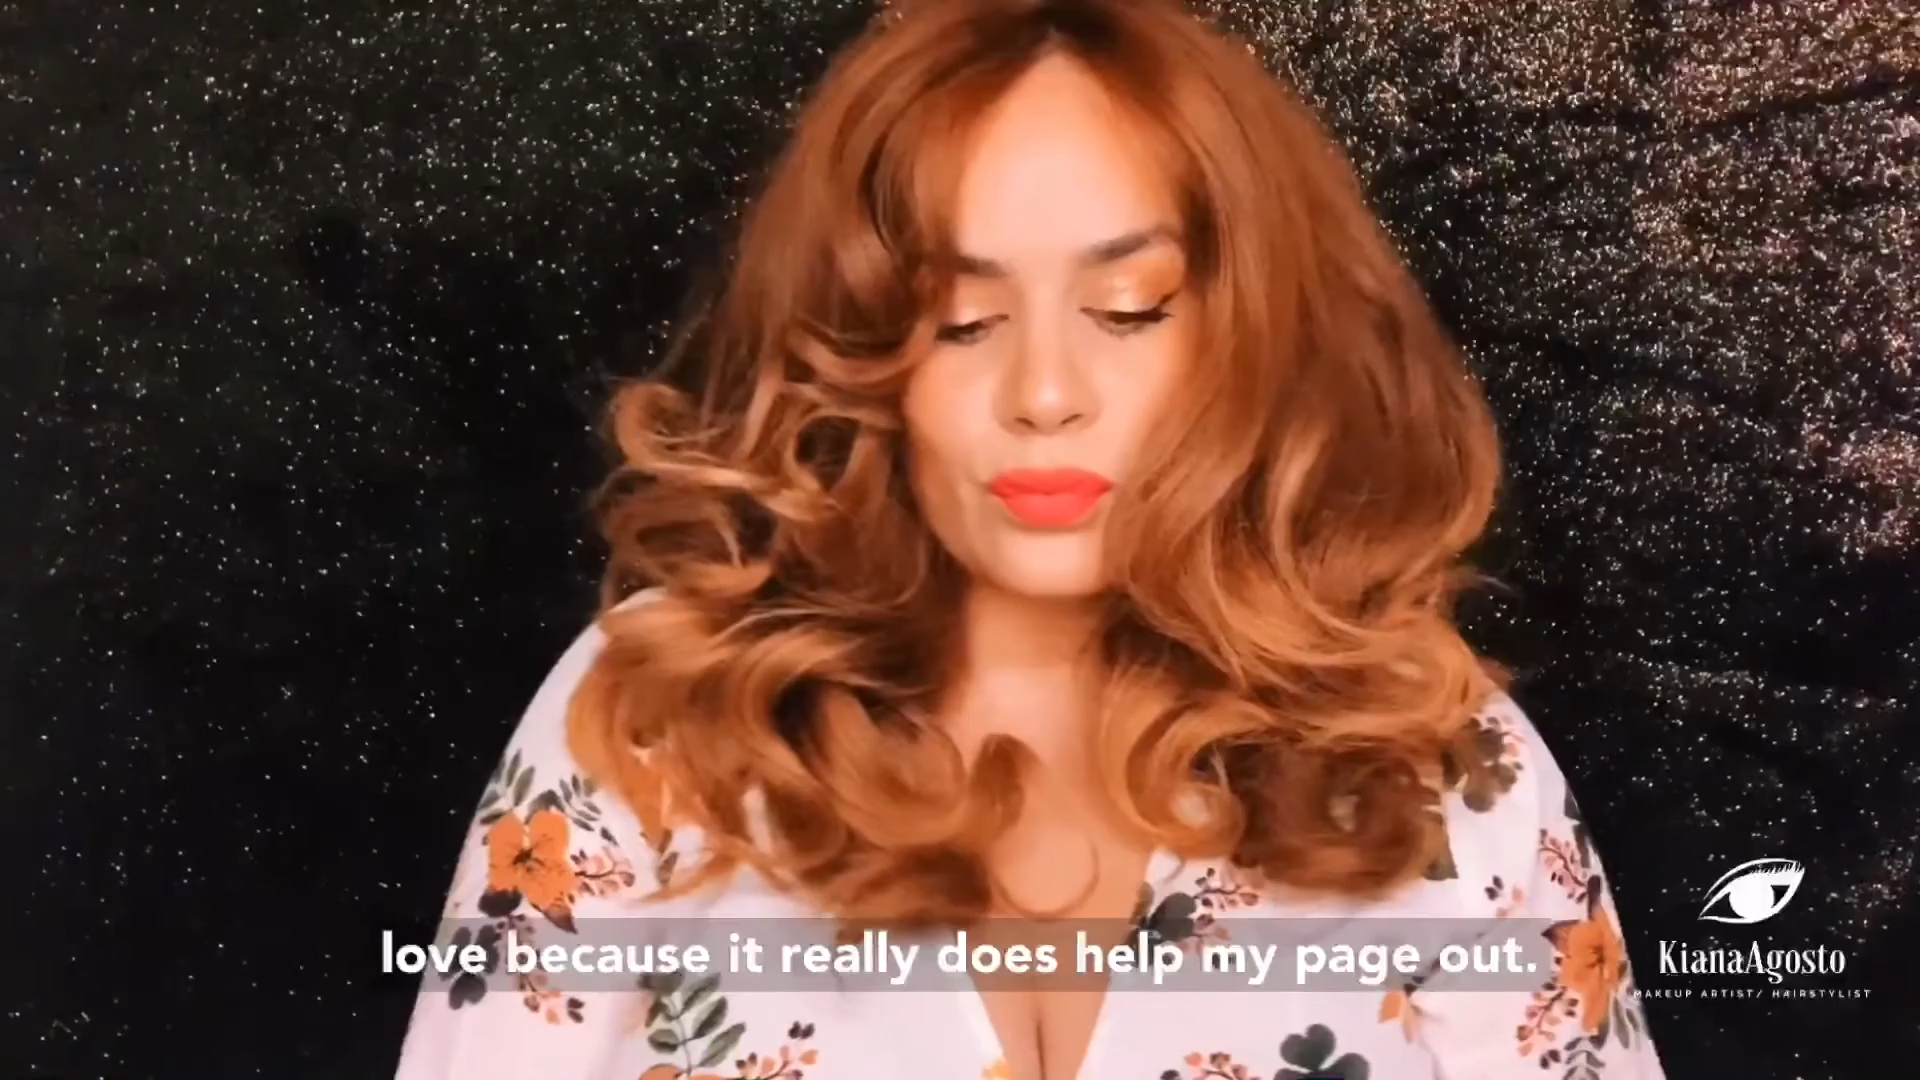 love because it really does help my page out.
KianaAgosto
MAKEUP ARTIST/ HAIRSTYLIST